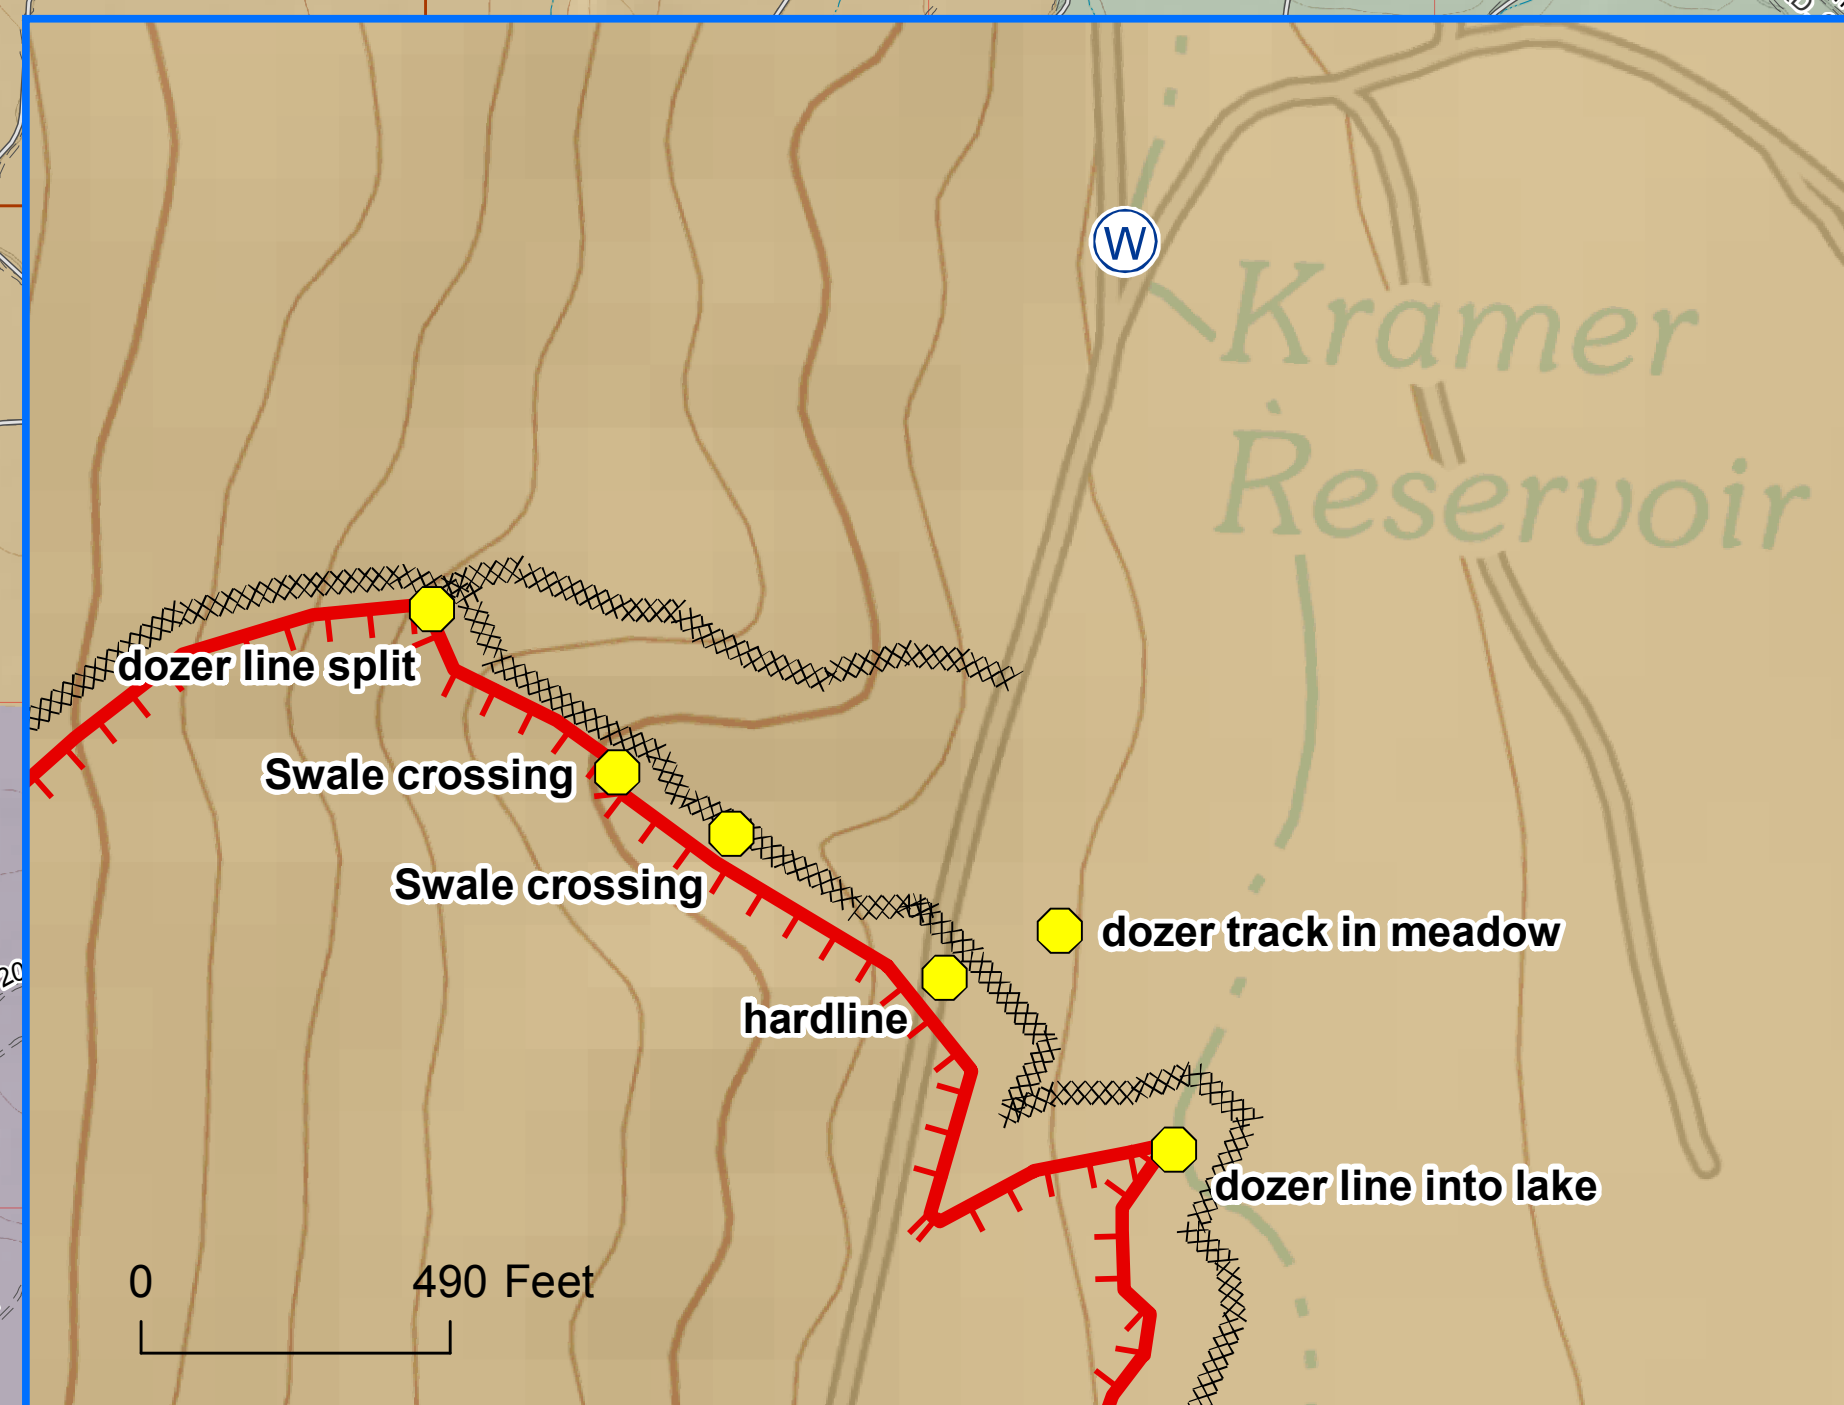 W
Kramer
Reservoir
dozer line split
Swale crossing
Swale crossing
dozer track in meadow
20
hardline
dozer line into lake
0 490 Feet